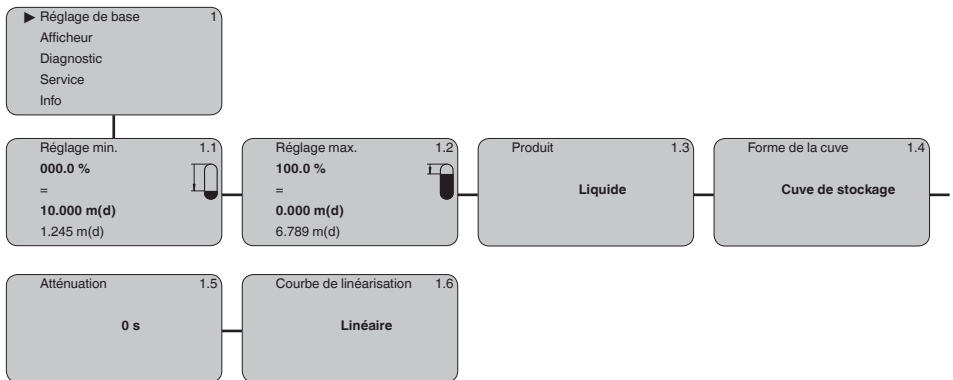 ▶ Réglage de base 1
Afficheur
Diagnostic
Service
Info
Réglage min. 1.1
000.0 %
=
10.000 m(d)
1.245 m(d)
Réglage max. 1.2
100.0 %
=
0.000 m(d)
6.789 m(d)
Produit 1.3
Liquide
Forme de la cuve 1.4
Cuve de stockage
Atténuation 1.5
0 s
Courbe de linéarisation 1.6
Linéaire